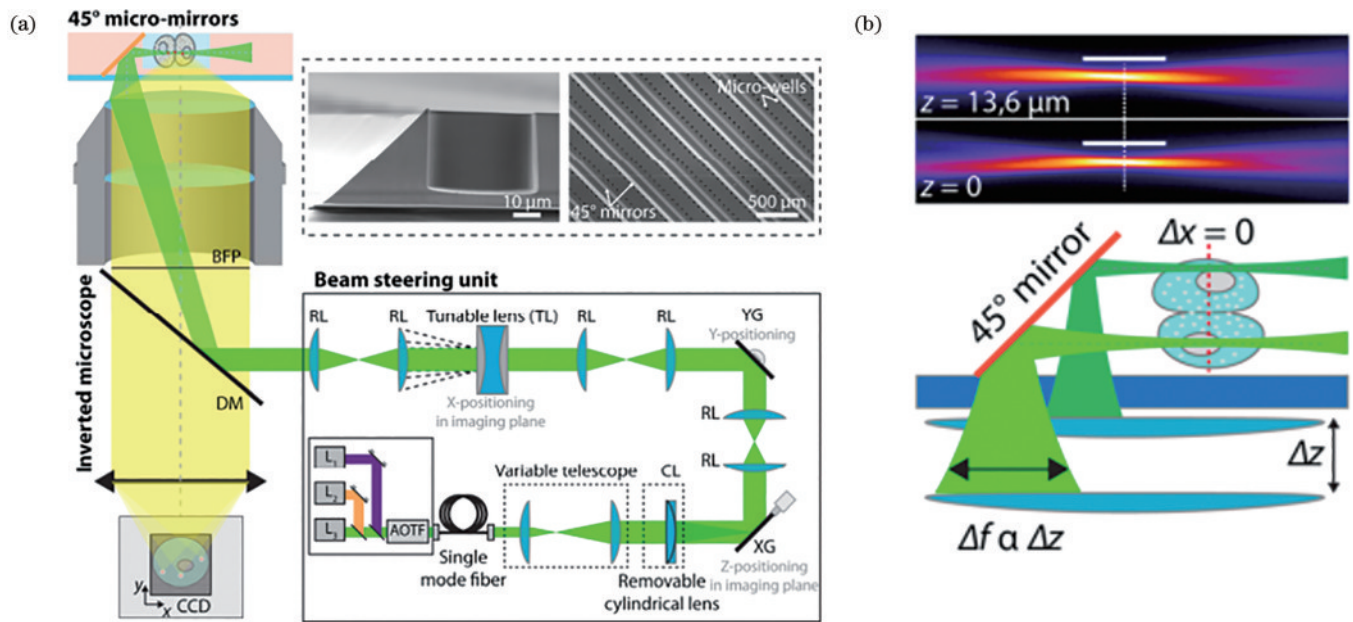 (a)
45° micro-mirrors
BFP
DM
Inverted microscope
y
x
CCD
10 µm
Micro-wells
45° mirrors
500 µm
Beam steering unit
RL
RL
Tunable lens (TL)
RL
RL
YG
Y-positioning
X-positioning
in imaging plane
RL
RL
L1
L2
L3
AOTF
Single
mode fiber
Variable telescope
CL
Removable
cylindrical lens
XG
Z-positioning
in imaging plane
(b)
z = 13,6 µm
z = 0
45° mirror
Δx = 0
Δz
Δf α Δz